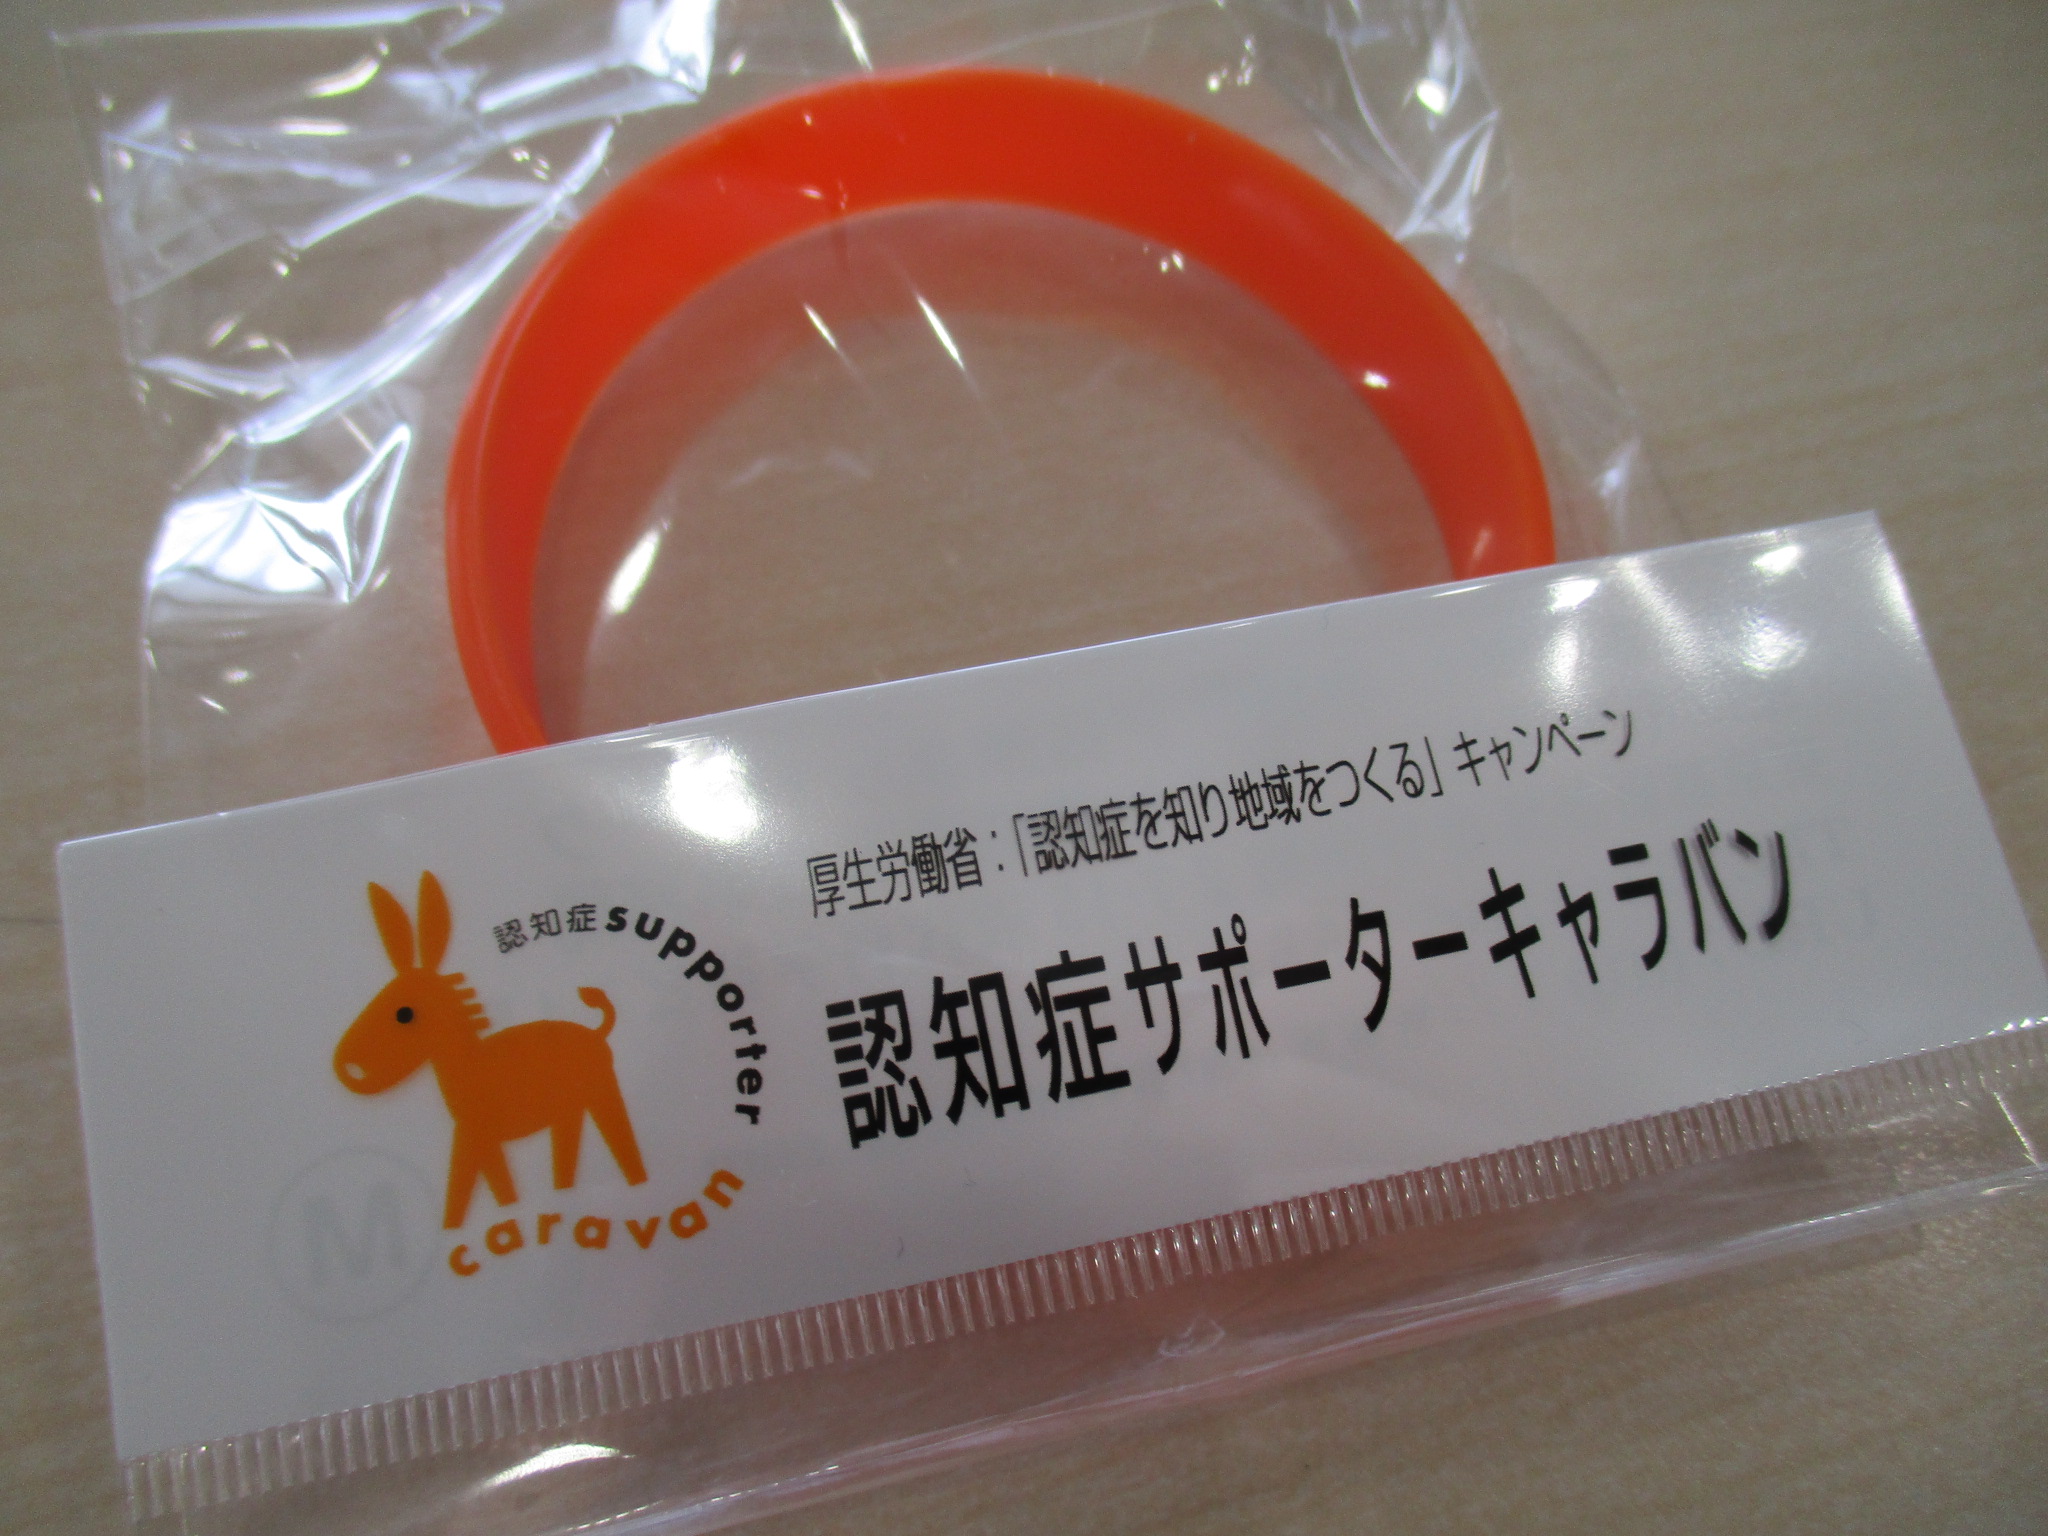 厚生労働省：「認知症を知り地域をつくる」キャンペーン
認知症サポーターキャラバン
認知症supporter
caravan
M